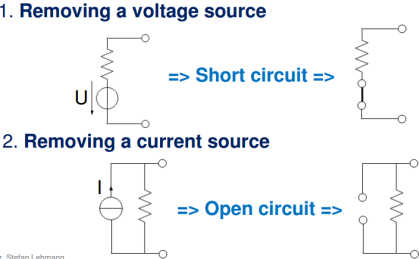 1. Removing a voltage source
U
=> Short circuit =>
2. Removing a current source
I
=> Open circuit =>
Stefan Lehmann